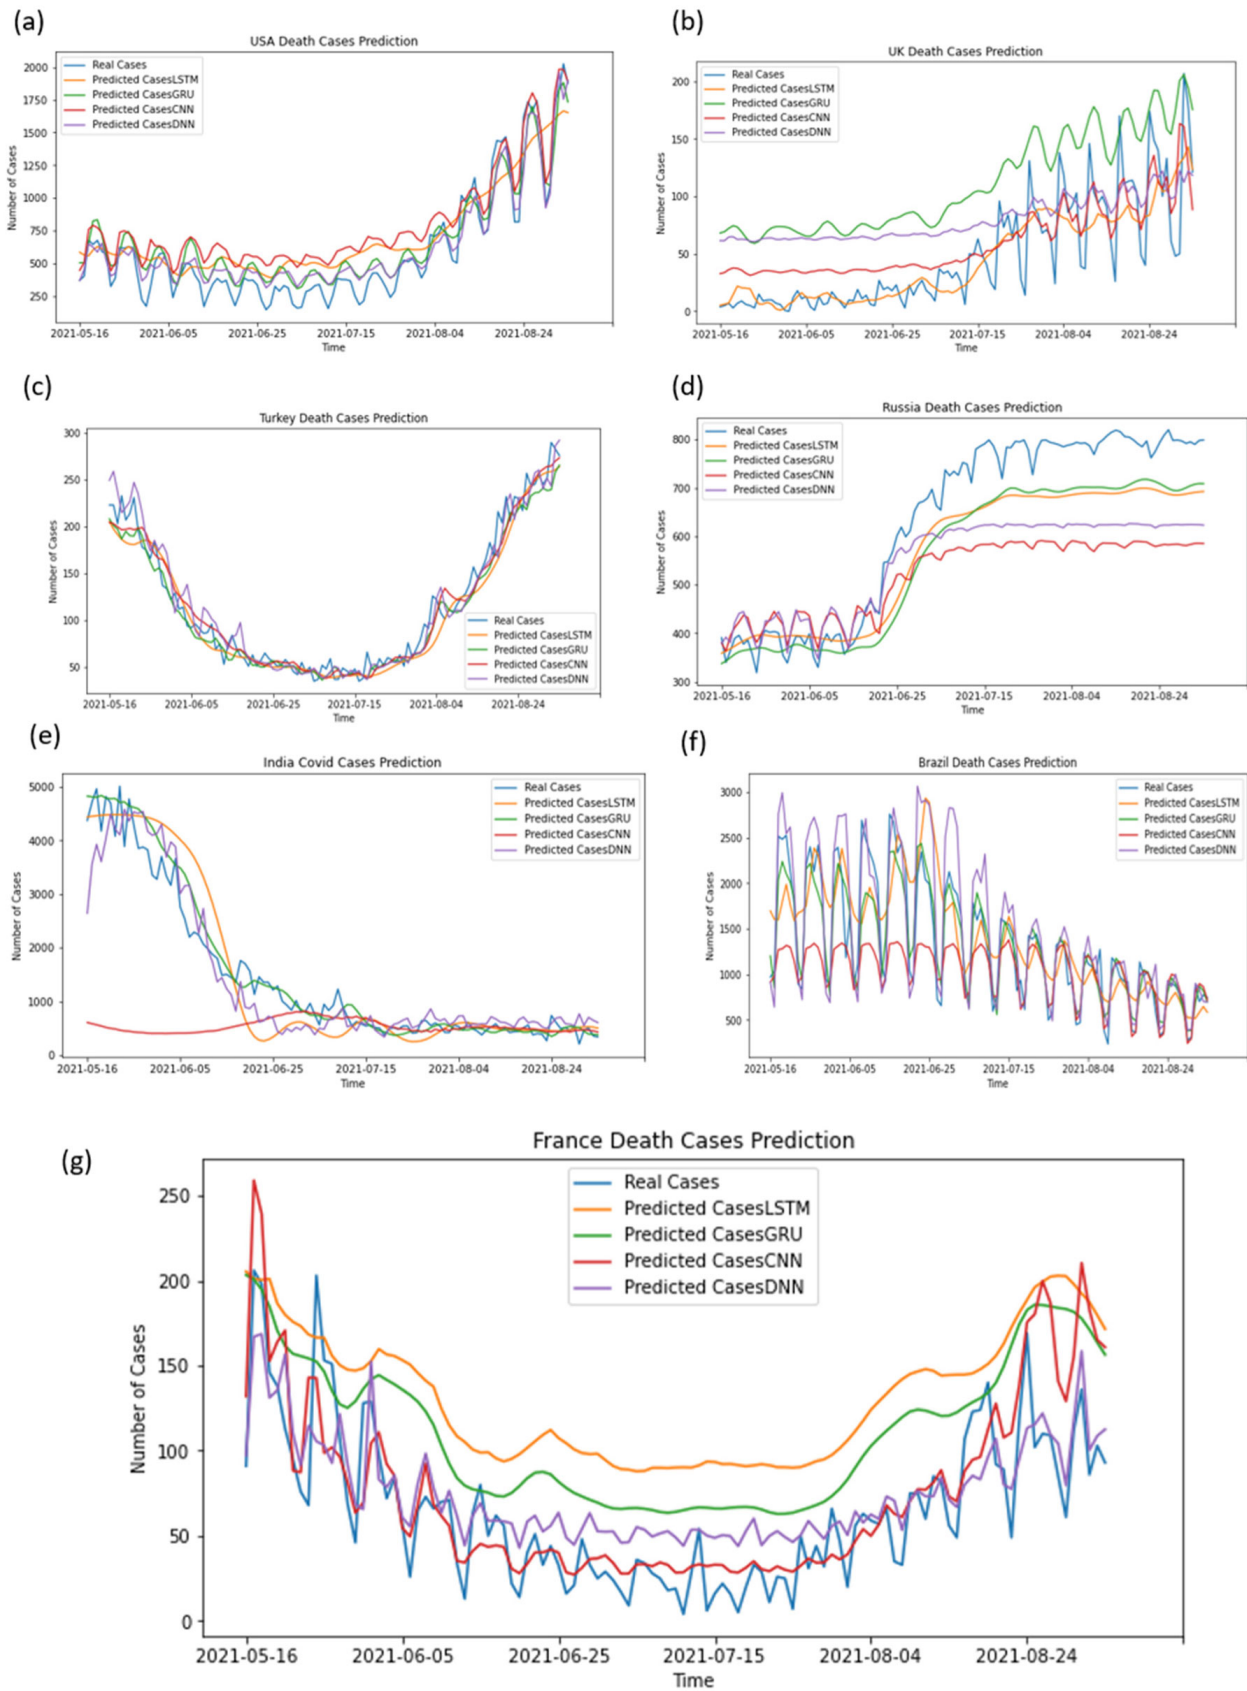 (a)
USA Death Cases Prediction
Real Cases
Predicted CasesLSTM
Predicted CasesGRU
Predicted CasesCNN
Predicted CasesDNN
Number of Cases
2000
1750
1500
1250
1000
750
500
250
2021-05-16 2021-06-05 2021-06-25 2021-07-15 2021-08-04 2021-08-24
Time
(b)
UK Death Cases Prediction
Real Cases
Predicted CasesLSTM
Predicted CasesGRU
Predicted CasesCNN
Predicted CasesDNN
Number of Cases
200
150
100
50
0
2021-05-16 2021-06-05 2021-06-25 2021-07-15 2021-08-04 2021-08-24
Time
(c)
Turkey Death Cases Prediction
Number of Cases
300
250
200
150
100
50
Real Cases
Predicted CasesLSTM
Predicted CasesGRU
Predicted CasesCNN
Predicted CasesDNN
2021-05-16 2021-06-05 2021-06-25 2021-07-15 2021-08-04 2021-08-24
Time
(d)
Russia Death Cases Prediction
Real Cases
Predicted CasesLSTM
Predicted CasesGRU
Predicted CasesCNN
Predicted CasesDNN
Number of Cases
800
700
600
500
400
300
2021-05-16 2021-06-05 2021-06-25 2021-07-15 2021-08-04 2021-08-24
Time
(e)
India Covid Cases Prediction
Real Cases
Predicted CasesLSTM
Predicted CasesGRU
Predicted CasesCNN
Predicted CasesDNN
Number of Cases
5000
4000
3000
2000
1000
0
2021-05-16 2021-06-05 2021-06-25 2021-07-15 2021-08-04 2021-08-24
Time
(f)
Brazil Death Cases Prediction
Real Cases
Predicted CasesLSTM
Predicted CasesGRU
Predicted CasesCNN
Predicted CasesDNN
Number of Cases
3000
2500
2000
1500
1000
500
2021-05-16 2021-06-05 2021-06-25 2021-07-15 2021-08-04 2021-08-24
Time
(g)
France Death Cases Prediction
Real Cases
Predicted CasesLSTM
Predicted CasesGRU
Predicted CasesCNN
Predicted CasesDNN
Number of Cases
250
200
150
100
50
0
2021-05-16 2021-06-05 2021-06-25 2021-07-15 2021-08-04 2021-08-24
Time